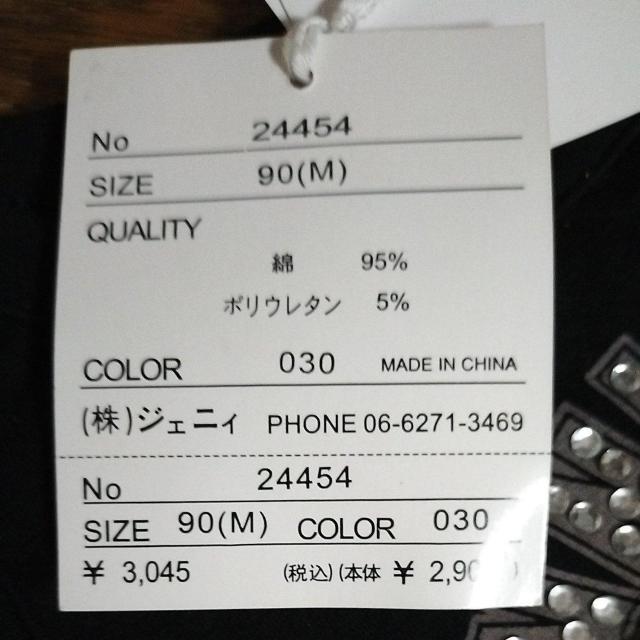 No 24454
SIZE 90(M)
QUALITY
綿 95%
ポリウレタン 5%
COLOR 030 MADE IN CHINA
(株)ジェニィ PHONE 06-6271-3469
No 24454
SIZE 90(M) COLOR 030
¥ 3,045 (税込)(本体 ¥